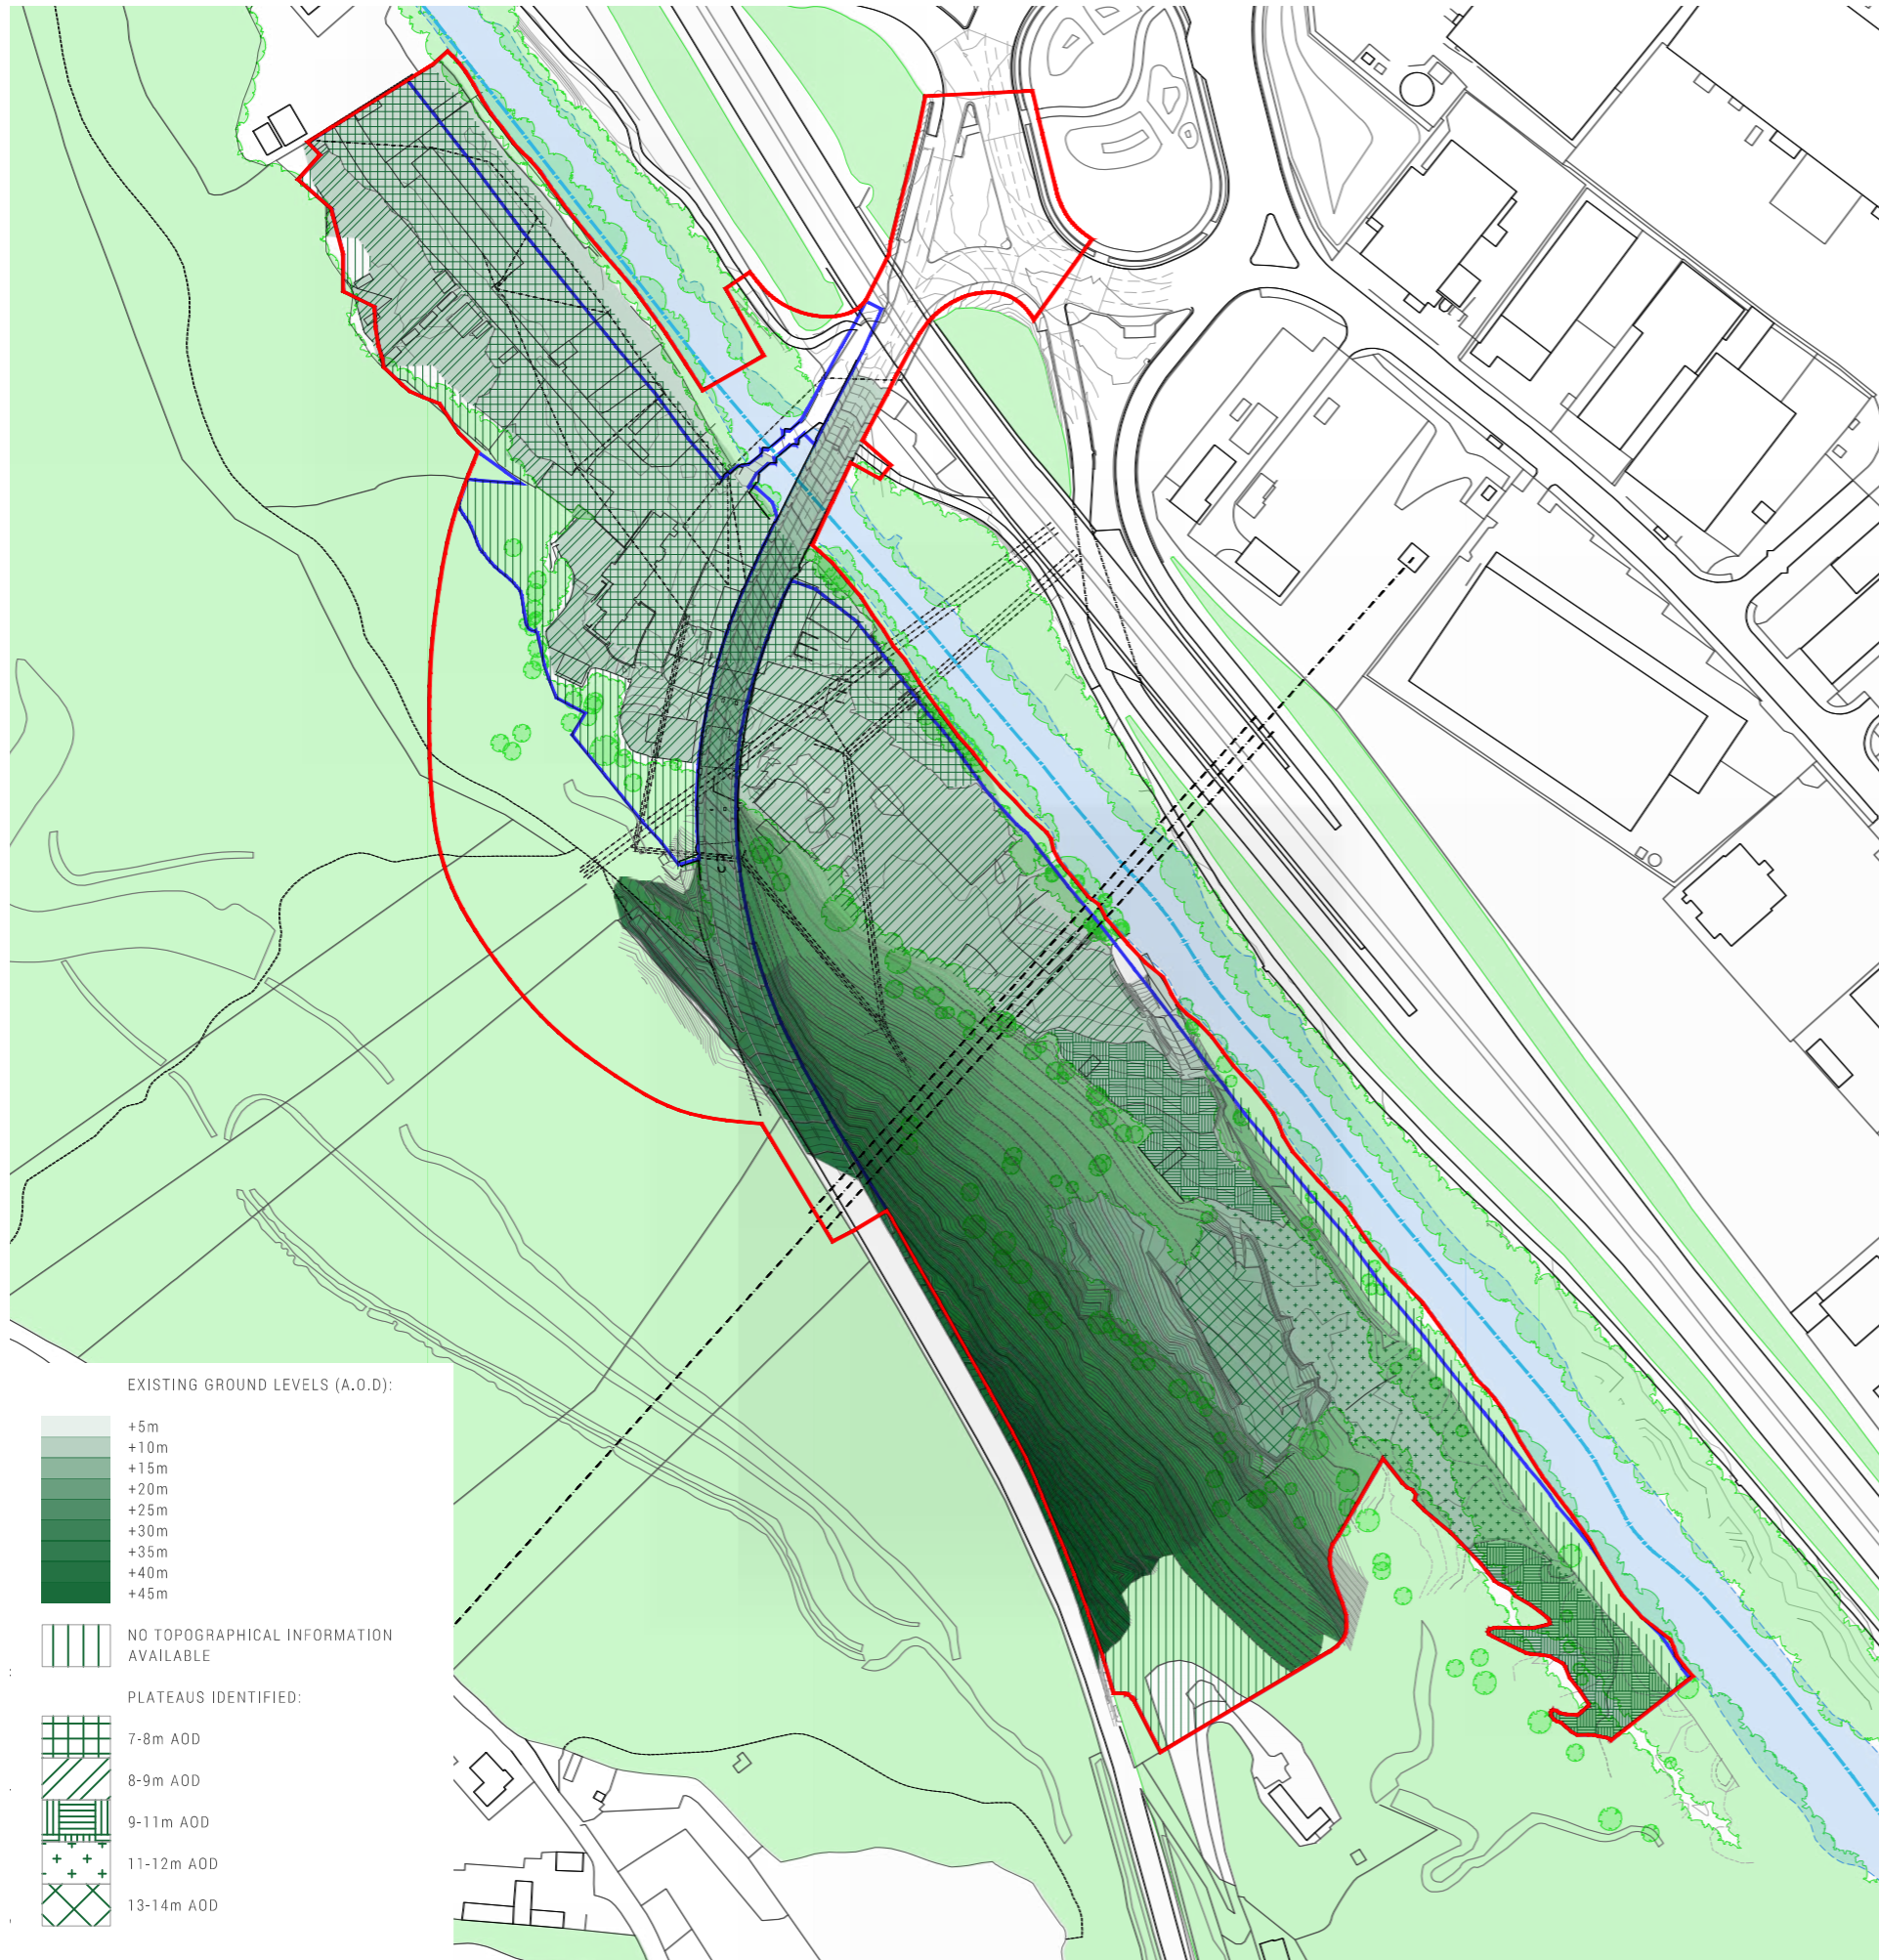 EXISTING GROUND LEVELS (A.O.D):
+5m
+10m
+15m
+20m
+25m
+30m
+35m
+40m
+45m
NO TOPOGRAPHICAL INFORMATION
AVAILABLE
PLATEAUS IDENTIFIED:
7-8m AOD
8-9m AOD
9-11m AOD
11-12m AOD
13-14m AOD